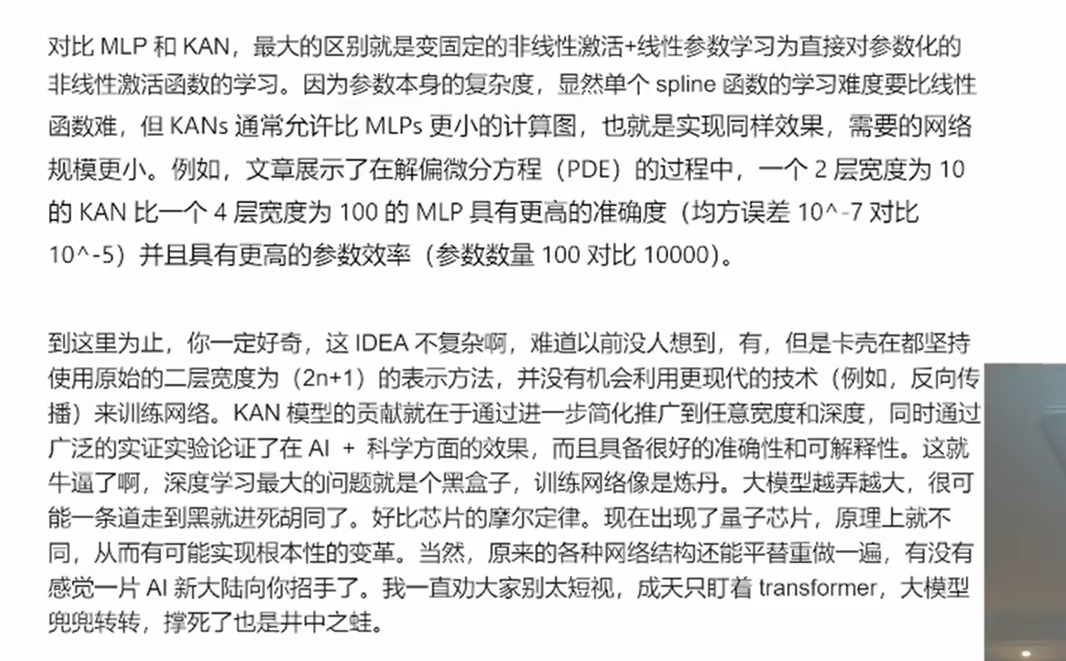 对比 MLP 和 KAN，最大的区别就是变固定的非线性激活+线性参数学习为直接对参数化的
非线性激活函数的学习。因为参数本身的复杂度，显然单个 spline 函数的学习难度要比线性
函数难，但 KANs 通常允许比 MLPs 更小的计算图，也就是实现同样效果，需要的网络
规模更小。例如，文章展示了在解偏微分方程（PDE）的过程中，一个 2 层宽度为 10
的 KAN 比一个 4 层宽度为 100 的 MLP 具有更高的准确度（均方误差 10^-7 对比
10^-5）并且具有更高的参数效率（参数数量 100 对比 10000）。
到这里为止，你一定好奇，这 IDEA 不复杂啊，难道以前没人想到，有，但是卡壳在都坚持
使用原始的二层宽度为（2n+1）的表示方法，并没有机会利用更现代的技术（例如，反向传
播）来训练网络。KAN 模型的贡献就在于通过进一步简化推广到任意宽度和深度，同时通过
广泛的实证实验论证了在 AI + 科学方面的效果，而且具备很好的准确性和可解释性。这就
牛逼了啊，深度学习最大的问题就是个黑盒子，训练网络像是炼丹。大模型越弄越大，很可
能一条道走到黑就进死胡同了。好比芯片的摩尔定律。现在出现了量子芯片，原理上就不
同，从而有可能实现根本性的变革。当然，原来的各种网络结构还能平替重做一遍，有没有
感觉一片 AI 新大陆向你招手了。我一直劝大家别太短视，成天只盯着 transformer，大模型
兜兜转转，撑死了也是井中之蛙。